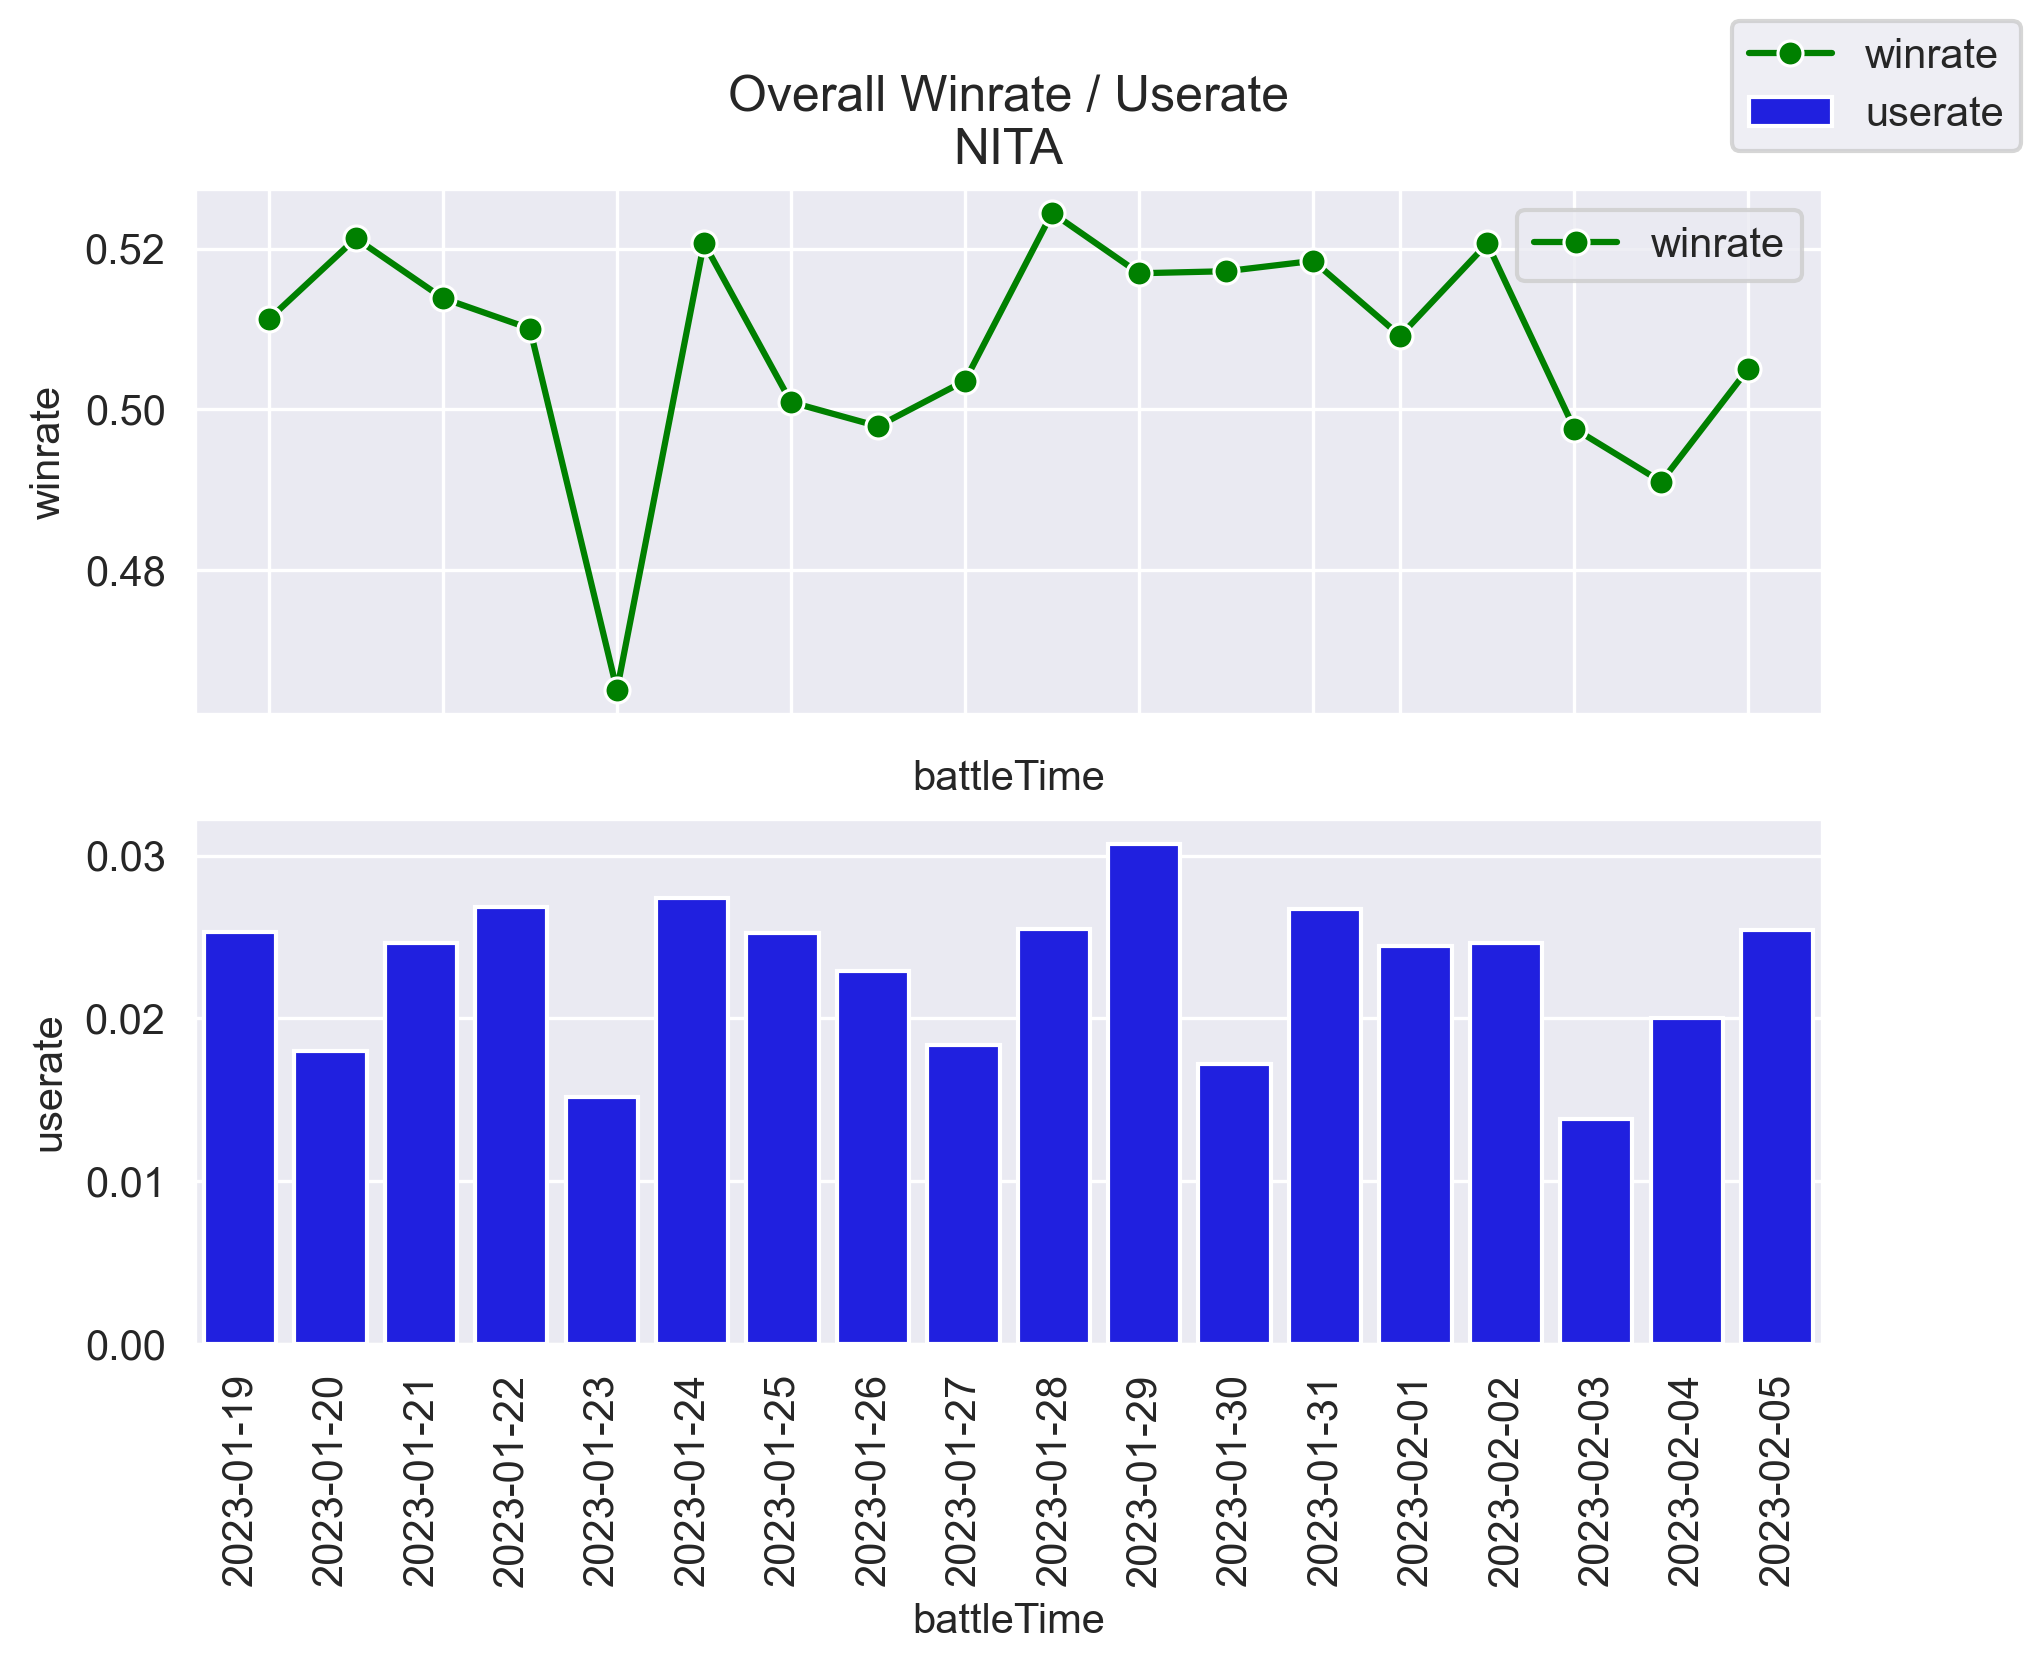 winrate
userate
Overall Winrate / Userate
NITA
winrate
0.52
0.50
0.48
winrate
battleTime
0.03
0.02
0.01
0.00
userate
2023-01-19
2023-01-20
2023-01-21
2023-01-22
2023-01-23
2023-01-24
2023-01-25
2023-01-26
2023-01-27
2023-01-28
2023-01-29
2023-01-30
2023-01-31
2023-02-01
2023-02-02
2023-02-03
2023-02-04
2023-02-05
battleTime